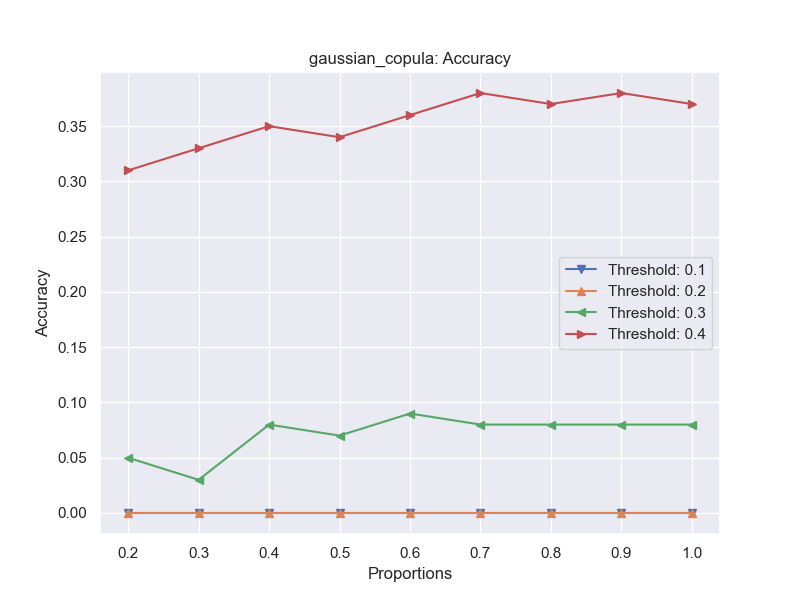 gaussian_copula: Accuracy
0.35
0.30
0.25
0.20
0.15
0.10
0.05
0.00
Accuracy
Threshold: 0.1
Threshold: 0.2
Threshold: 0.3
Threshold: 0.4
0.2 0.3 0.4 0.5 0.6 0.7 0.8 0.9 1.0
Proportions